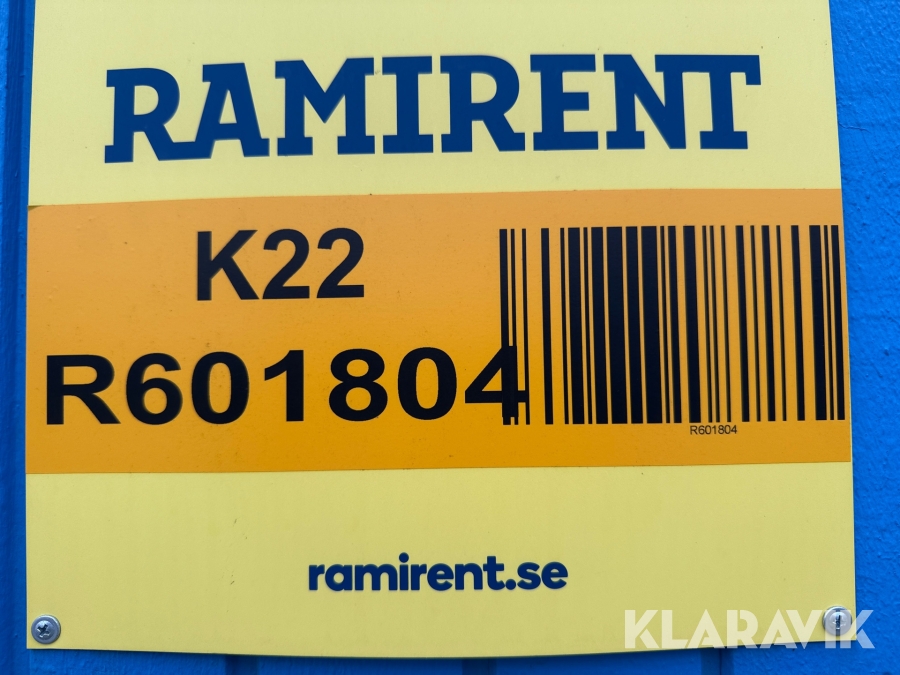 RAMIRENT
K22
R601804
R601804
ramirent.se
KLARAVIK